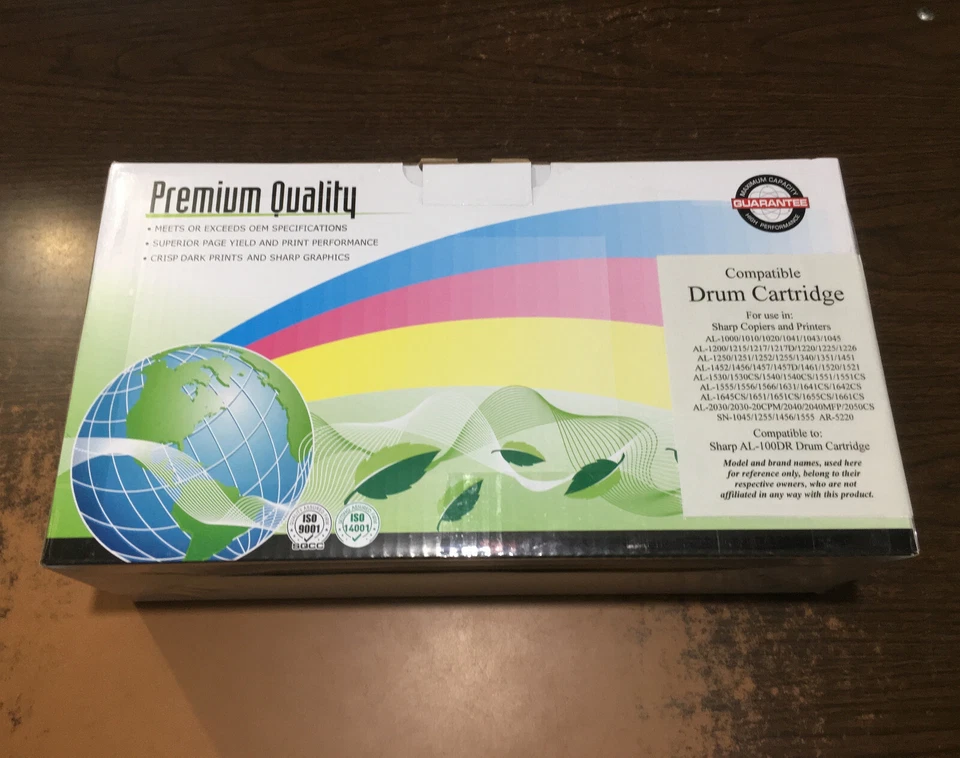 Premium Quality
• MEETS OR EXCEEDS OEM SPECIFICATIONS
• SUPERIOR PAGE YIELD AND PRINT PERFORMANCE
• CRISP DARK PRINTS AND SHARP GRAPHICS
MAXIMUM CAPACITY
GUARANTEE
HIGH PERFORMANCE
Compatible
Drum Cartridge
For use in:
Sharp Copiers and Printers
AL-1000/1010/1020/1041/1043/1045
AL-1200/1215/1217/1217D/1220/1225/1226
AL-1250/1251/1252/1255/1340/1351/1451
AL-1452/1456/1457/1457D/1461/1520/1521
AL-1530/1530CS/1540/1540CS/1551/1551CS
AL-1555/1556/1566/1631/1641CS/1642CS
AL-1645CS/1651/1651CS/1655CS/1661CS
AL-2030/2030-20CPM/2040/2040MFP/2050CS
SN-1045/1255/1456/1555 AR-5220
Compatible to:
Sharp AL-100DR Drum Cartridge
Model and brand names, used here
for reference only, belong to their
respective owners, who are not
affiliated in any way with this product.
ISO
9001
SGCC
ISO
14001